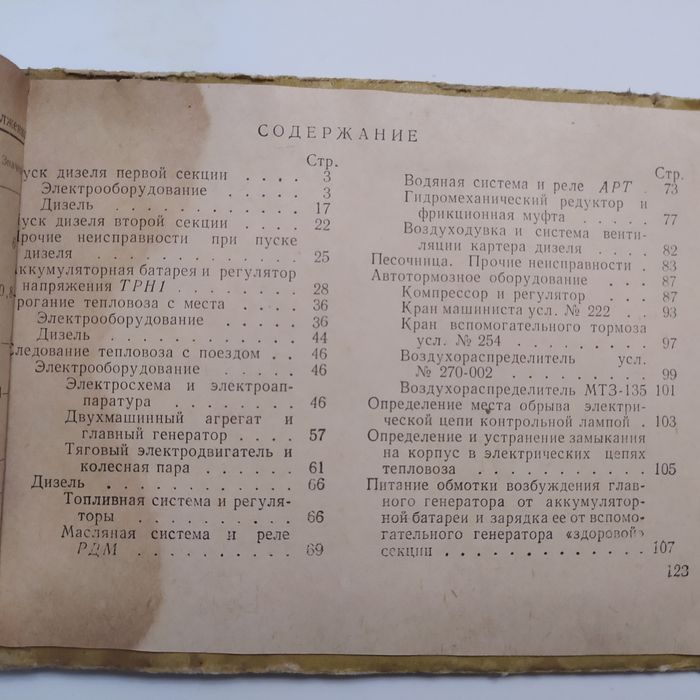 СОДЕРЖАНИЕ
Стр.
уск дизеля первой секции . . . . 3
Электрооборудование . . . . 3
Дизель . . . . . . . . . 17
уск дизеля второй секции . . . . 22
рочие неисправности при пуске
дизеля . . . . . . . . . 25
Аккумуляторная батарея и регулятор
напряжения ТРН1 . . . . . . 28
рогание тепловоза с места . . . . 36
Электрооборудование . . . . 36
Дизель . . . . . . . . . 44
Следование тепловоза с поездом . . 46
Электрооборудование . . . . 46
Электросхема и электроап-
паратура . . . . . . . 46
Двухмашинный агрегат и
главный генератор . . . . 57
Тяговый электродвигатель и
колесная пара . . . . . . 61
Дизель . . . . . . . . . 66
Топливная система и регуля-
торы . . . . . . . . . 66
Масляная система и реле
РДМ . . . . . . . . . 69
Стр.
Водяная система и реле АРТ . 73
Гидромеханический редуктор и
фрикционная муфта . . . . . 77
Воздуходувка и система венти-
ляции картера дизеля . . . . 82
Песочница. Прочие неисправности . 83
Автотормозное оборудование . . . 87
Компрессор и регулятор . . . 87
Кран машиниста усл. № 222 . . 93
Кран вспомогательного тормоза
усл. № 254 . . . . . . . 97
Воздухораспределитель усл.
№ 270-002 . . . . . . . . 99
Воздухораспределитель МТЗ-135 101
Определение места обрыва электри-
ческой цепи контрольной лампой . 103
Определение и устранение замыкания
на корпус в электрических цепях
тепловоза . . . . . . . . . 105
Питание обмотки возбуждения глав-
ного генератора от аккумулятор-
ной батареи и зарядка ее от вспомо-
гательного генератора «здоровой»
секции . . . . . . . . . . 107
123